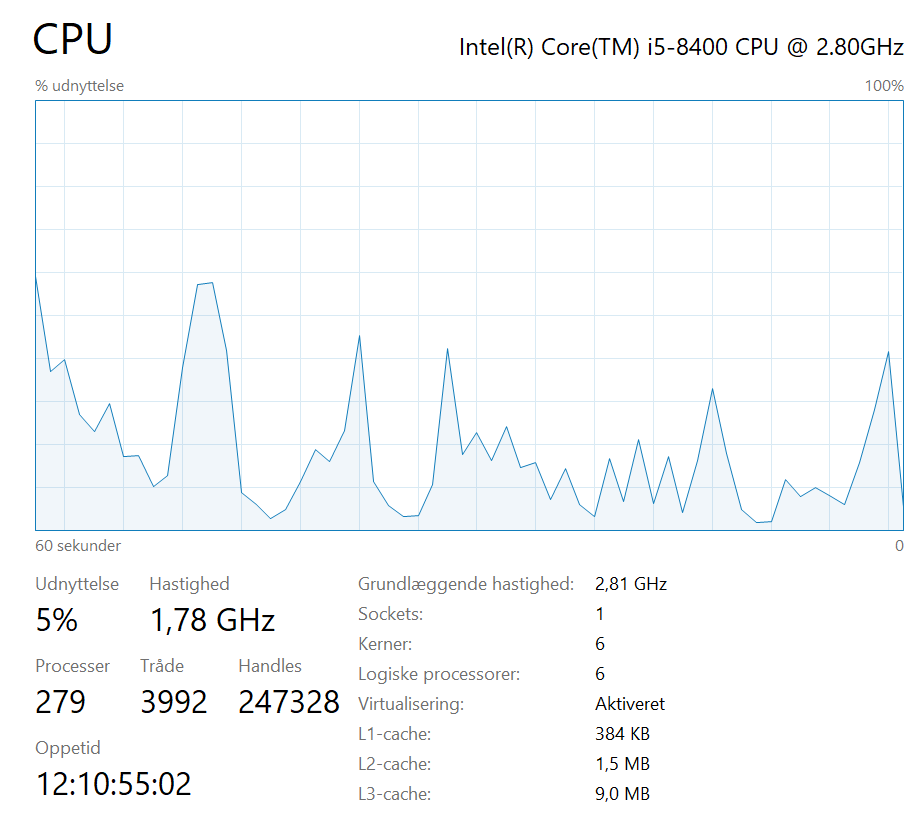 CPU
Intel(R) Core(TM) i5-8400 CPU @ 2.80GHz
% udnyttelse 100%
60 sekunder 0
Udnyttelse Hastighed
5% 1,78 GHz
Processer Tråde Handles
279 3992 247328
Oppetid
12:10:55:02
Grundlæggende hastighed: 2,81 GHz
Sockets: 1
Kerner: 6
Logiske processorer: 6
Virtualisering: Aktiveret
L1-cache: 384 KB
L2-cache: 1,5 MB
L3-cache: 9,0 MB